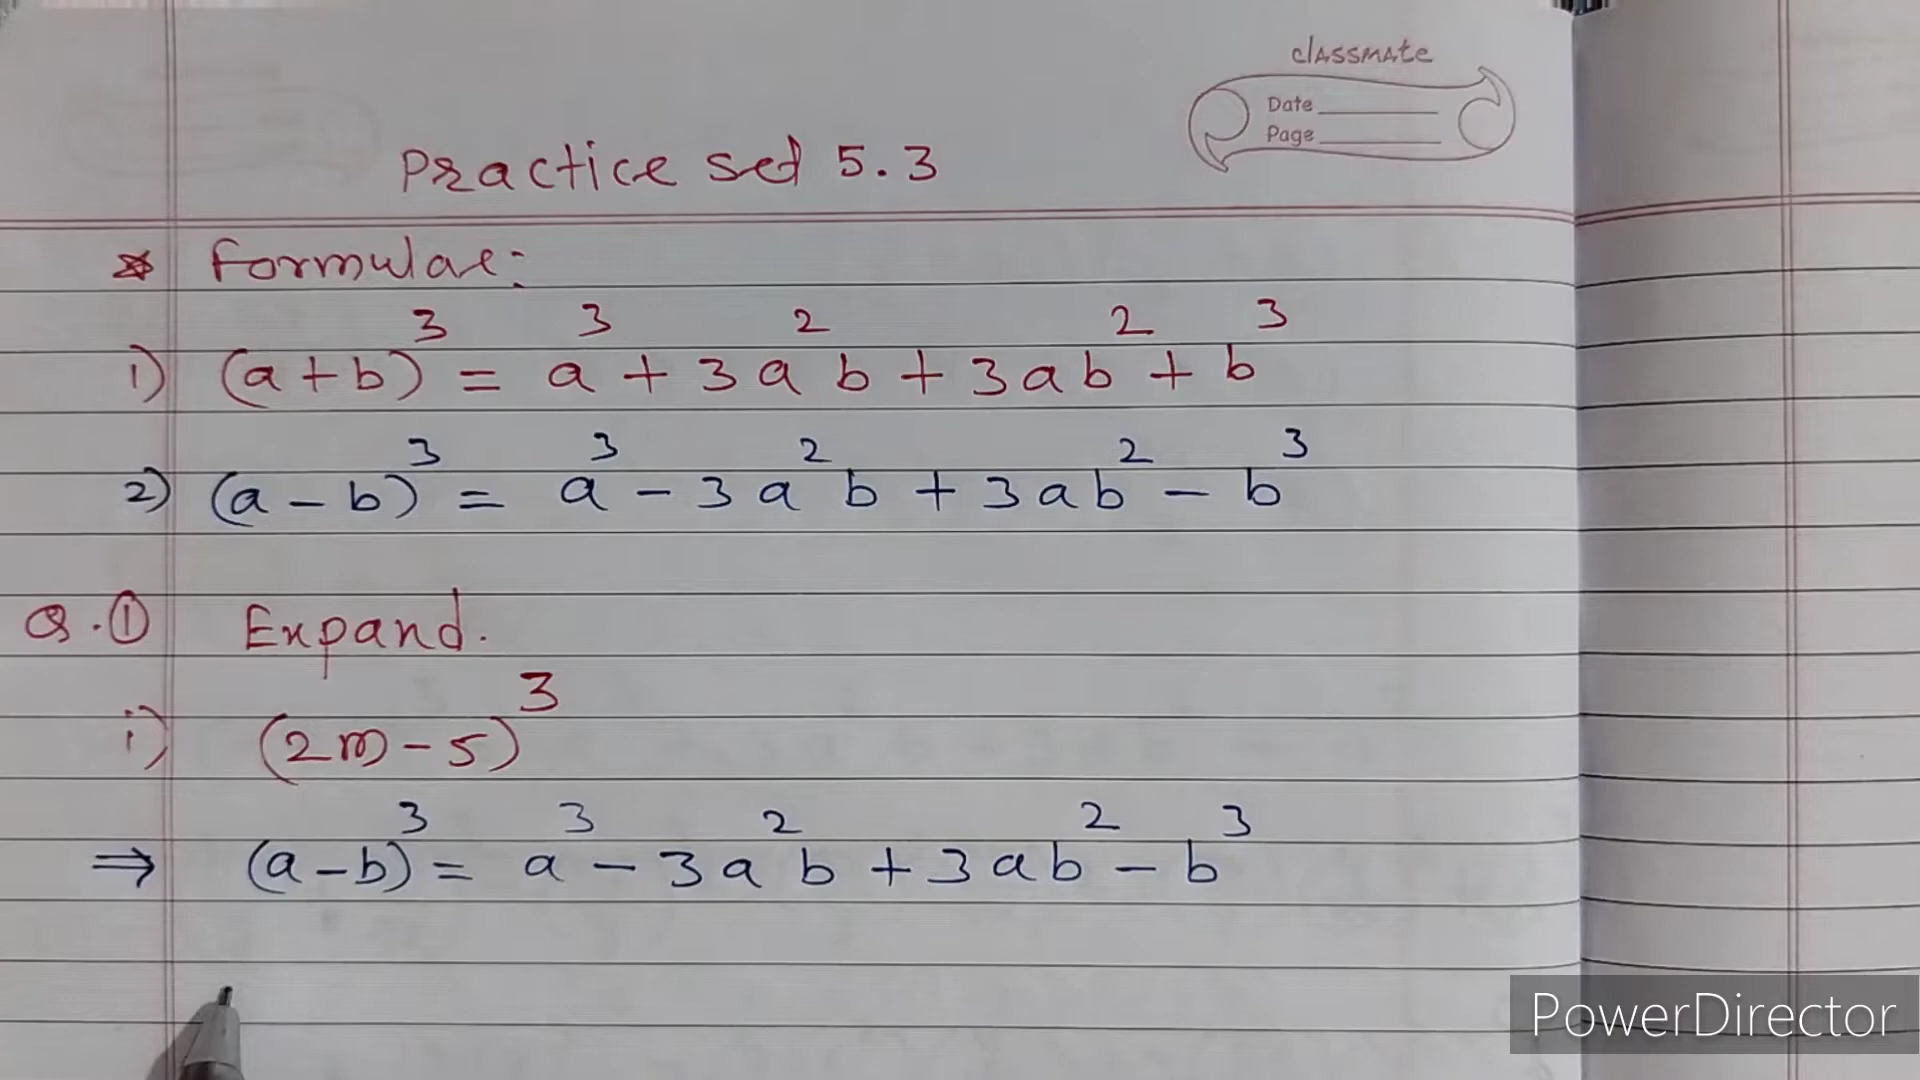 classmate
Date
Page
Practice set 5.3
* Formulae:
1) (a+b)³ = a³ + 3a²b + 3ab² + b³
2) (a-b)³ = a³ - 3a²b + 3ab² - b³
Q.① Expand.
i) (2m-5)³
⇒ (a-b)³ = a³ - 3a²b + 3ab² - b³
PowerDirector